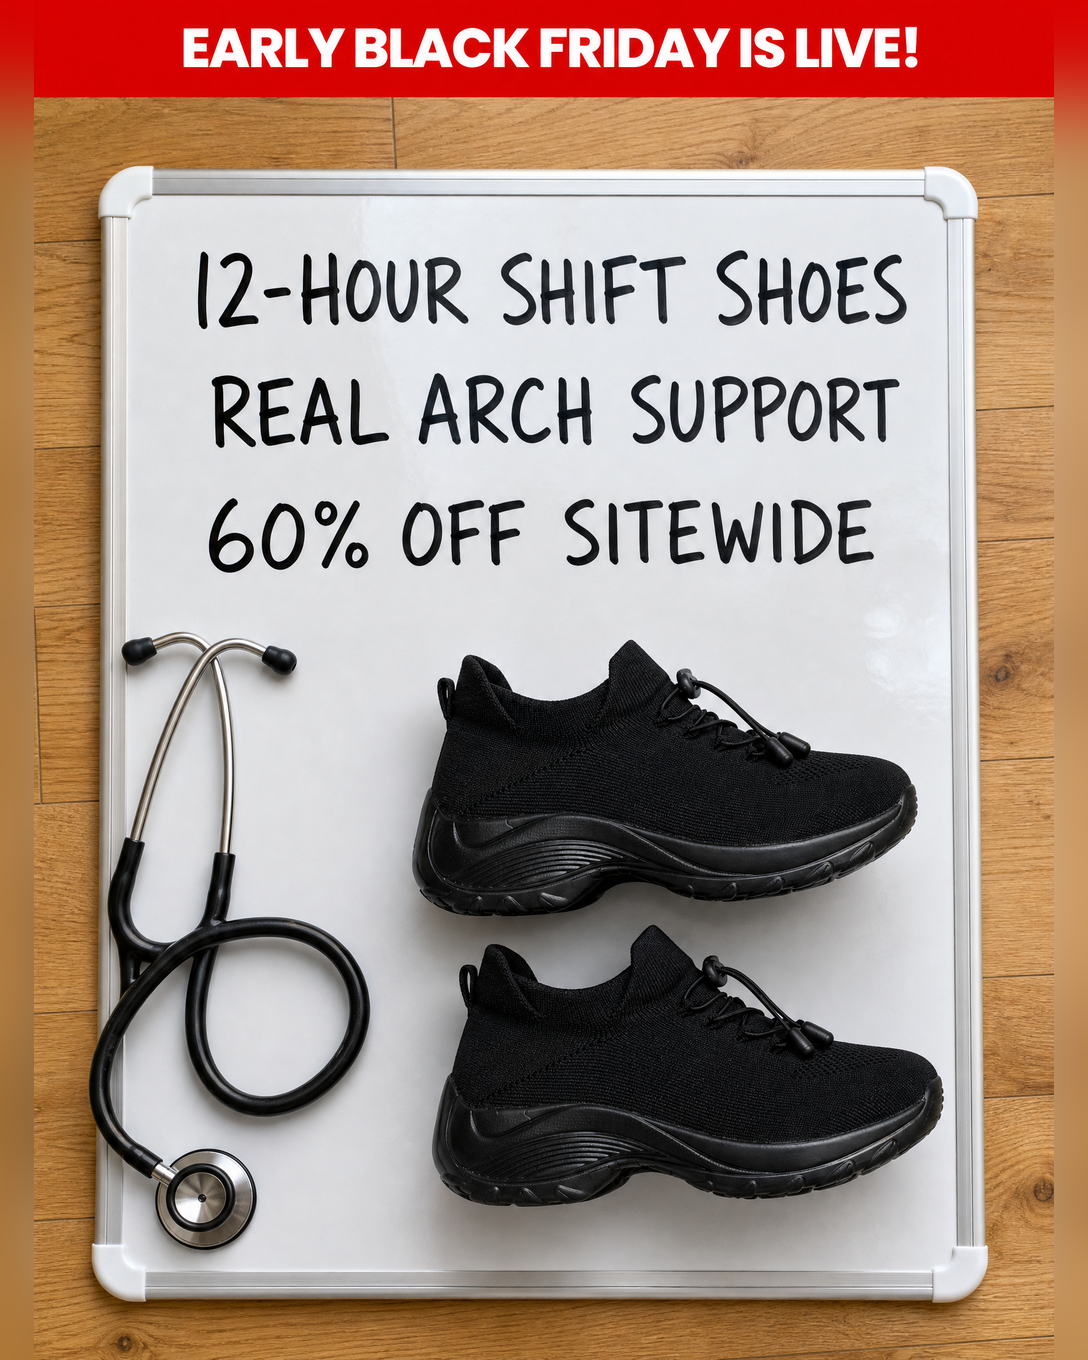 EARLY BLACK FRIDAY IS LIVE!
12-HOUR SHIFT SHOES
REAL ARCH SUPPORT
60% OFF SITEWIDE